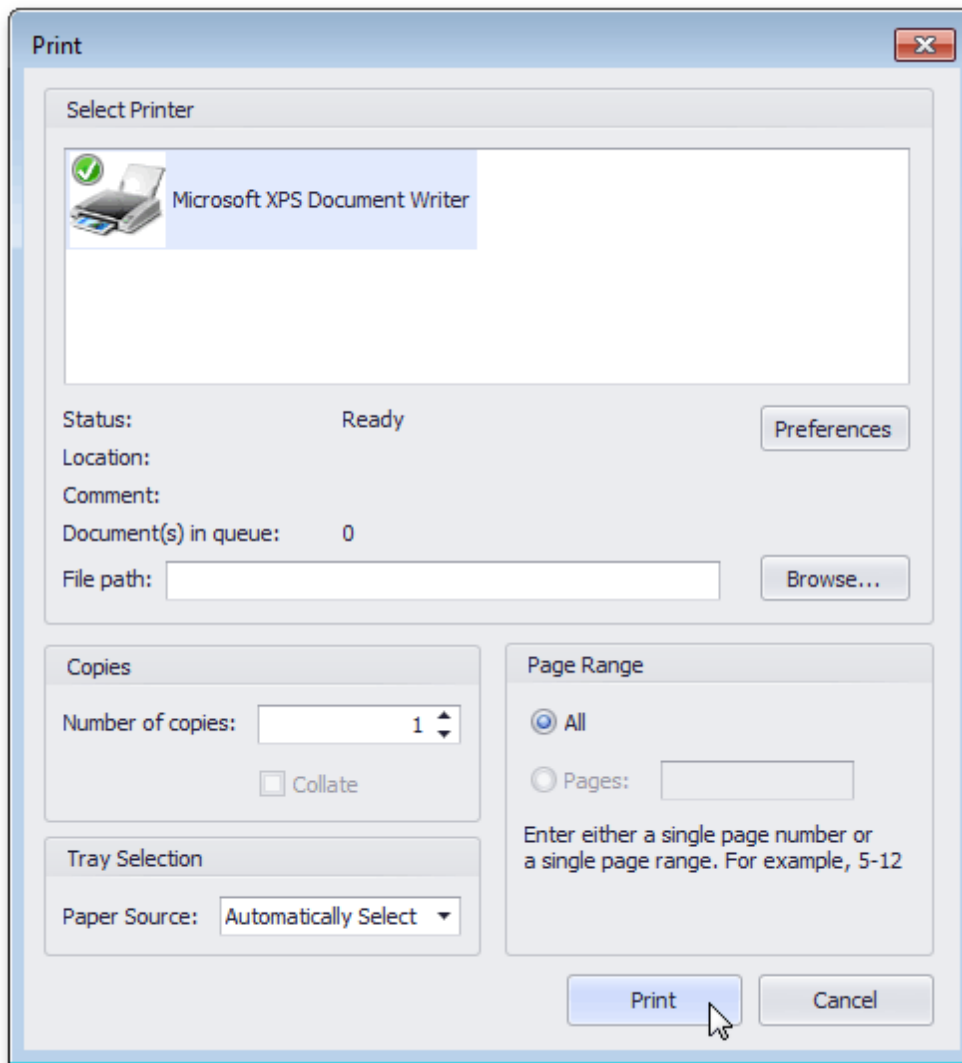 Print
Select Printer
Microsoft XPS Document Writer
Status: Ready
Preferences
Location:
Comment:
Document(s) in queue: 0
File path:
Browse...
Copies
Number of copies: 1
Collate
Tray Selection
Paper Source: Automatically Select
Page Range
All
Pages:
Enter either a single page number or
a single page range. For example, 5-12
Print
Cancel